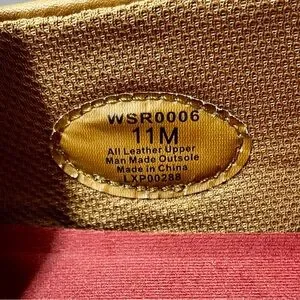 WSR0006
11M
All Leather Upper
Man Made Outsole
Made in China
LXP00288